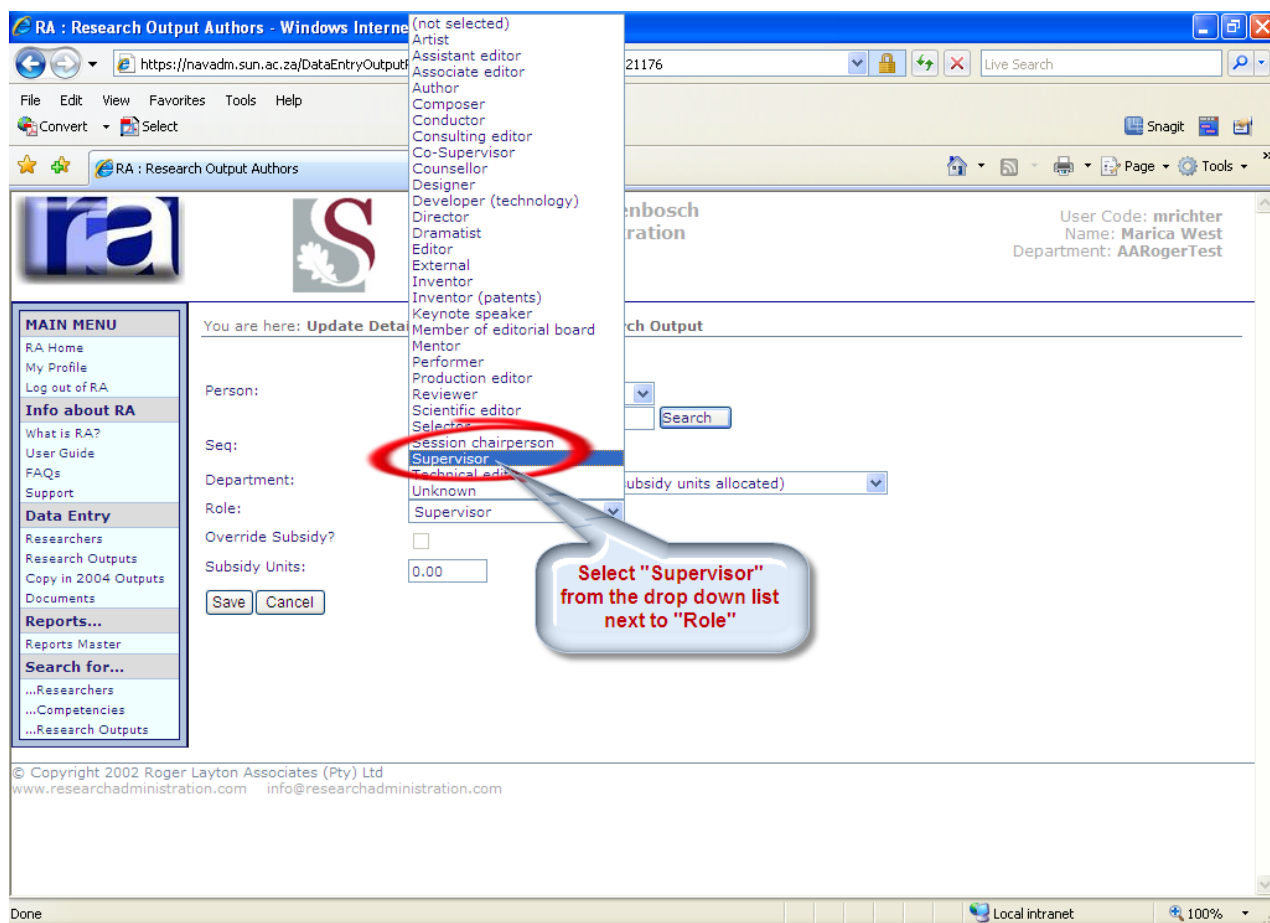 RA : Research Output Authors - Windows Interne
https://navadm.sun.ac.za/DataEntryOutput 21176
Live Search
File Edit View Favorites Tools Help
Convert Select
Snagit
RA : Research Output Authors
Page Tools
(not selected)
Artist
Assistant editor
Associate editor
Author
Composer
Conductor
Consulting editor
Co-Supervisor
Counsellor
Designer
Developer (technology)
Director
Dramatist
Editor
External
Inventor
Inventor (patents)
Keynote speaker
Member of editorial board
Mentor
Performer
Production editor
Reviewer
Scientific editor
Selector
Session chairperson
Supervisor
Technical edit
Unknown
ra
S
enbosch
ration
User Code: mrichter
Name: Marica West
Department: AARogerTest
MAIN MENU
RA Home
My Profile
Log out of RA
Info about RA
What is RA?
User Guide
FAQs
Support
Data Entry
Researchers
Research Outputs
Copy in 2004 Outputs
Documents
Reports...
Reports Master
Search for...
...Researchers
...Competencies
...Research Outputs
You are here: Update Detai rch Output
Person:
Search
Seq:
Department: ubsidy units allocated)
Role: Supervisor
Override Subsidy?
Subsidy Units: 0.00
Save Cancel
Select "Supervisor"
from the drop down list
next to "Role"
© Copyright 2002 Roger Layton Associates (Pty) Ltd
www.researchadministration.com info@researchadministration.com
Done Local intranet 100%